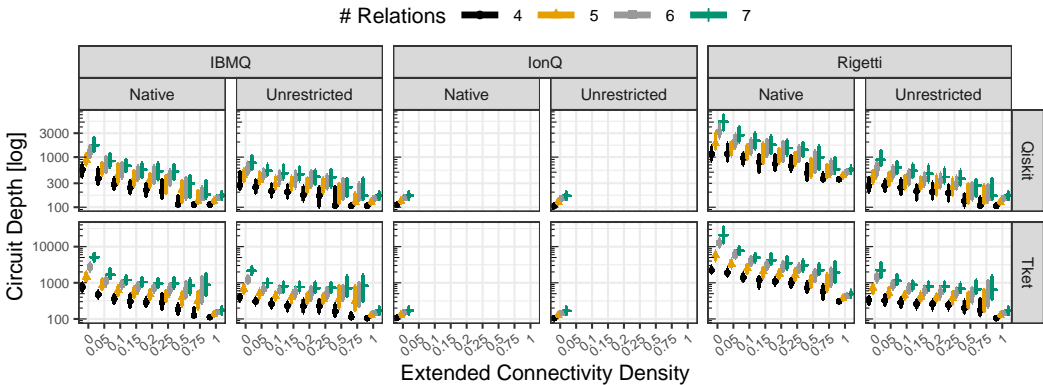 # Relations 4 5 6 7
IBMQ IonQ Rigetti
Native Unrestricted Native Unrestricted Native Unrestricted
Circuit Depth [log]
3000
1000
300
100
Qiskit
10000
1000
100
Tket
0 0.05 0.15 0.2 0.25 0.5 0.75 1 0 0.05 0.1 0.15 0.2 0.25 0.5 0.75 1 0 0.05 0.1 0.15 0.2 0.25 0.5 0.75 1 0 0.05 0.1 0.15 0.2 0.25 0.5 0.75 1 0 0.05 0.1 0.15 0.2 0.25 0.5 0.75 1 0 0.05 0.1 0.15 0.2 0.25 0.5 0.75 1
Extended Connectivity Density